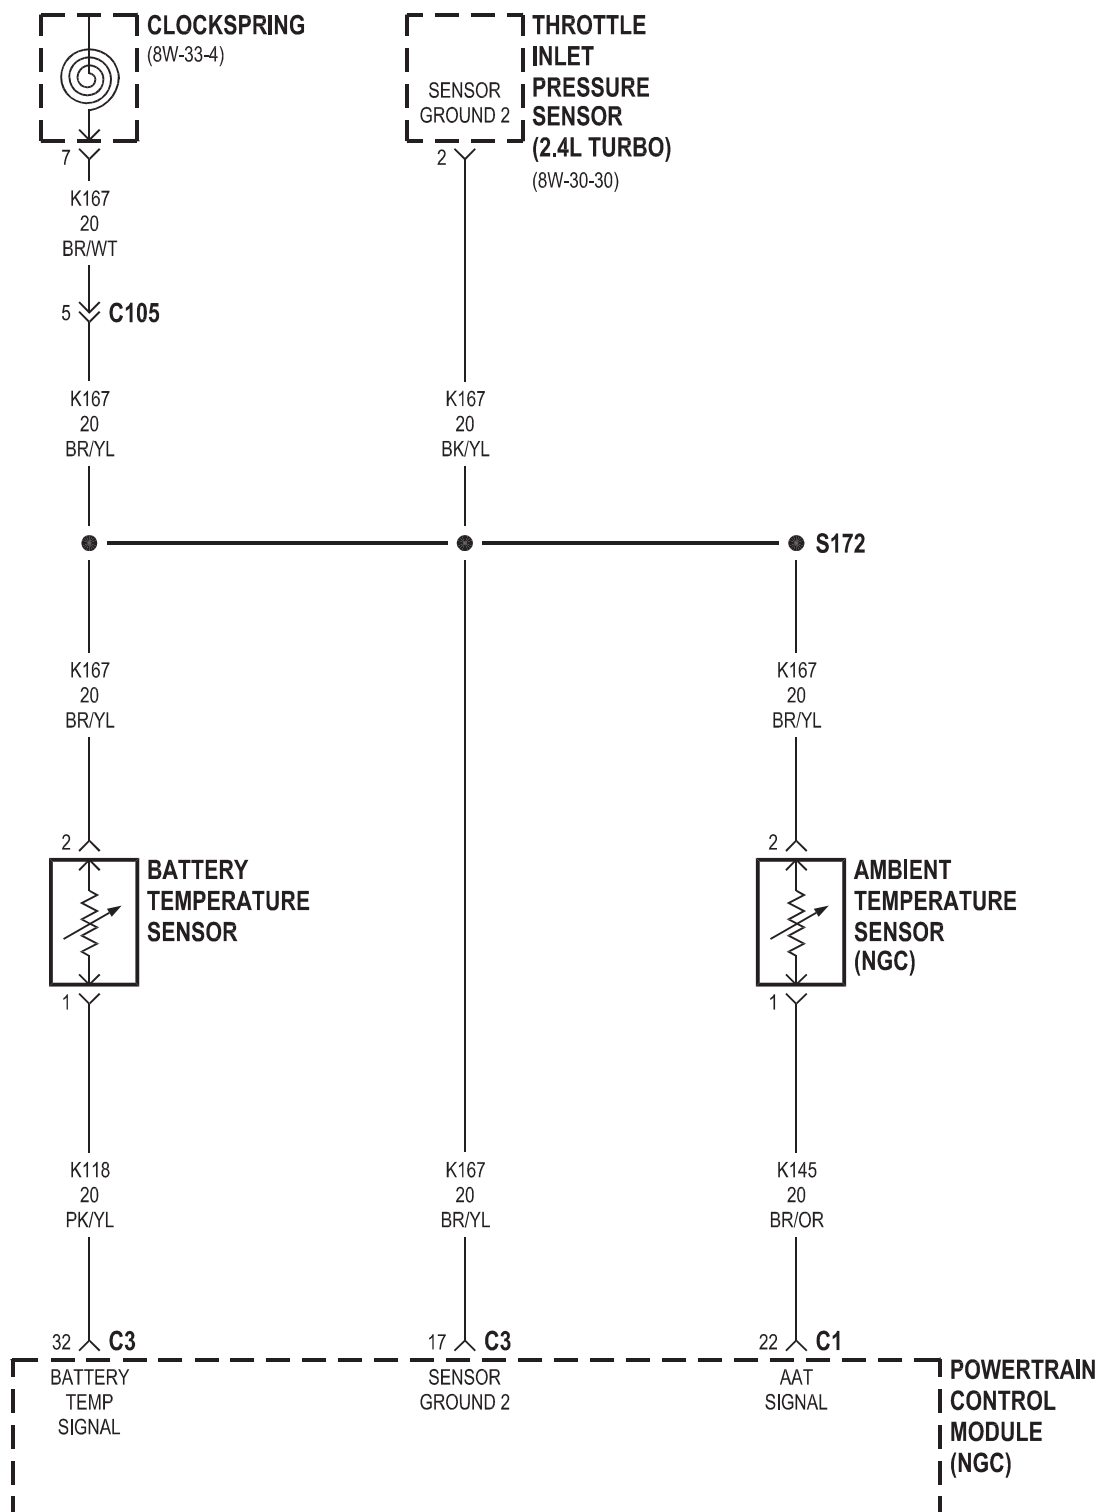 CLOCKSPRING
(8W-33-4)
THROTTLE
INLET
PRESSURE
SENSOR
(2.4L TURBO)
(8W-30-30)
SENSOR
GROUND 2
7
2
K167
20
BR/WT
5
C105
K167
20
BR/YL
K167
20
BK/YL
S172
K167
20
BR/YL
K167
20
BR/YL
2
BATTERY
TEMPERATURE
SENSOR
1
2
AMBIENT
TEMPERATURE
SENSOR
(NGC)
1
K118
20
PK/YL
K167
20
BR/YL
K145
20
BR/OR
32
C3
17
C3
22
C1
BATTERY
TEMP
SIGNAL
SENSOR
GROUND 2
AAT
SIGNAL
POWERTRAIN
CONTROL
MODULE
(NGC)